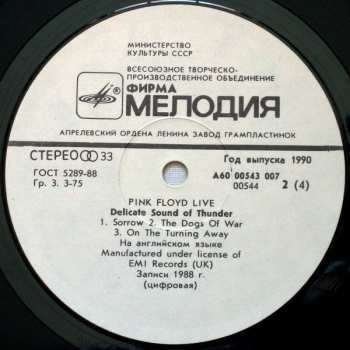 МИНИСТЕРСТВО
КУЛЬТУРЫ СССР
ВСЕСОЮЗНОЕ ТВОРЧЕСКО-
ПРОИЗВОДСТВЕННОЕ ОБЪЕДИНЕНИЕ
ФИРМА
МЕЛОДИЯ
АПРЕЛЕВСКИЙ ОРДЕНА ЛЕНИНА ЗАВОД ГРАМПЛАСТИНОК
СТЕРЕО 33
Год выпуска 1990
ГОСТ 5289-88
А60 00543 007
Гр. 3. 3-75
00544 2 (4)
PINK FLOYD LIVE
Delicate Sound of Thunder
1. Sorrow 2. The Dogs Of War
3. On The Turning Away
На английском языке
Manufactured under license of
EMI Records (UK)
Записи 1988 г.
(цифровая)